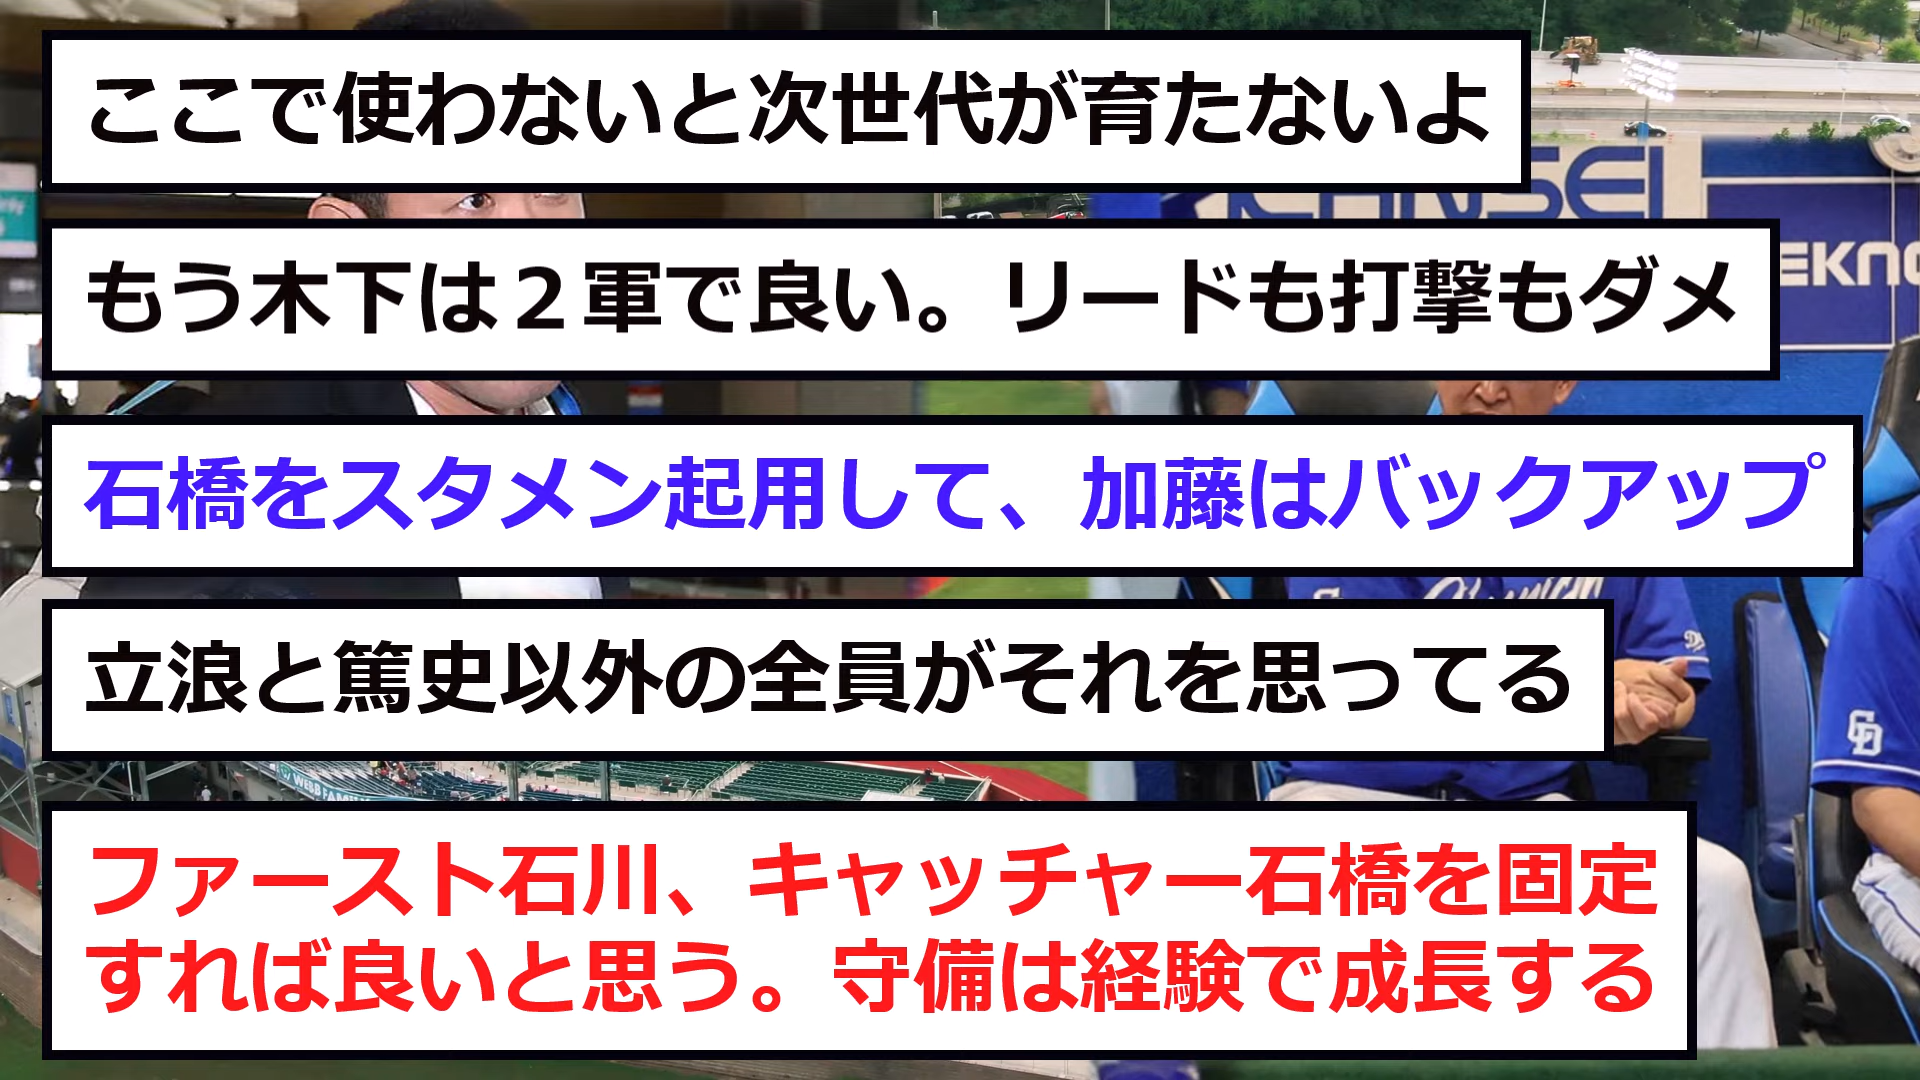 ここで使わないと次世代が育たないよ
KANSEI
もう木下は２軍で良い。リードも打撃もダメ
EKNO
石橋をスタメン起用して、加藤はバックアップ
立浪と篤史以外の全員がそれを思ってる
WEBB FAMI
ファースト石川、キャッチャー石橋を固定
すれば良いと思う。守備は経験で成長する